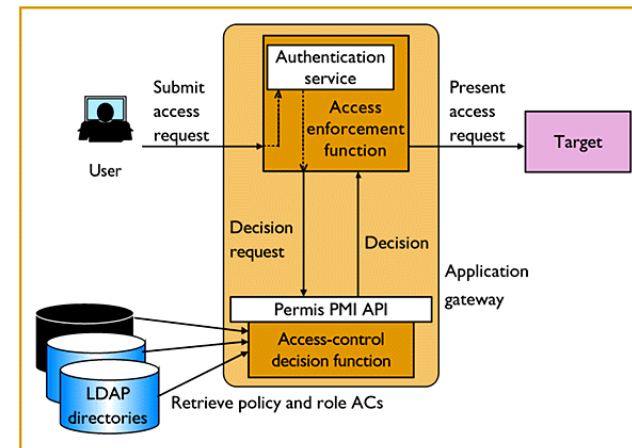 Authentication
service
Submit
access
request
Access
enforcement
function
Present
access
request
Target
User
Decision
request
Decision
Application
gateway
Permis PMI API
Access-control
decision function
LDAP
directories
Retrieve policy and role ACs